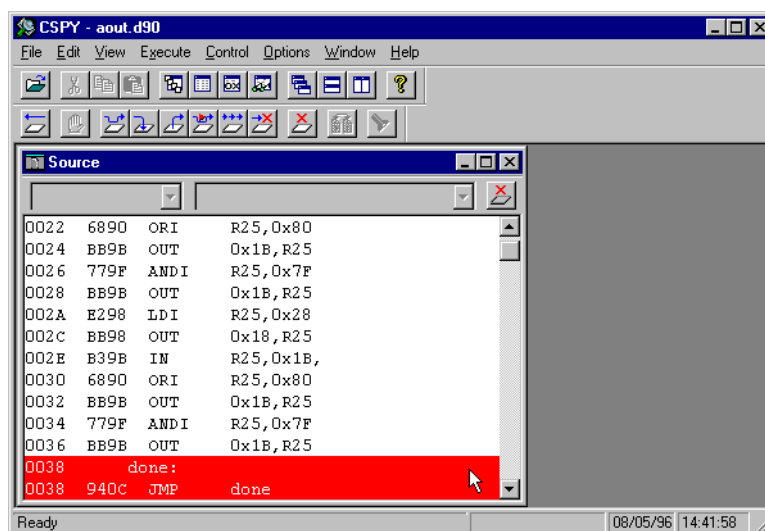 CSPY - aout.d90
File Edit View Execute Control Options Window Help
Source
0022 6890 ORI R25,0x80
0024 BB9B OUT 0x1B,R25
0026 779F ANDI R25,0x7F
0028 BB9B OUT 0x1B,R25
002A E298 LDI R25,0x28
002C BB98 OUT 0x18,R25
002E B39B IN R25,0x1B,
0030 6890 ORI R25,0x80
0032 BB9B OUT 0x1B,R25
0034 779F ANDI R25,0x7F
0036 BB9B OUT 0x1B,R25
0038 done:
0038 940C JMP done
Ready 08/05/96 14:41:58